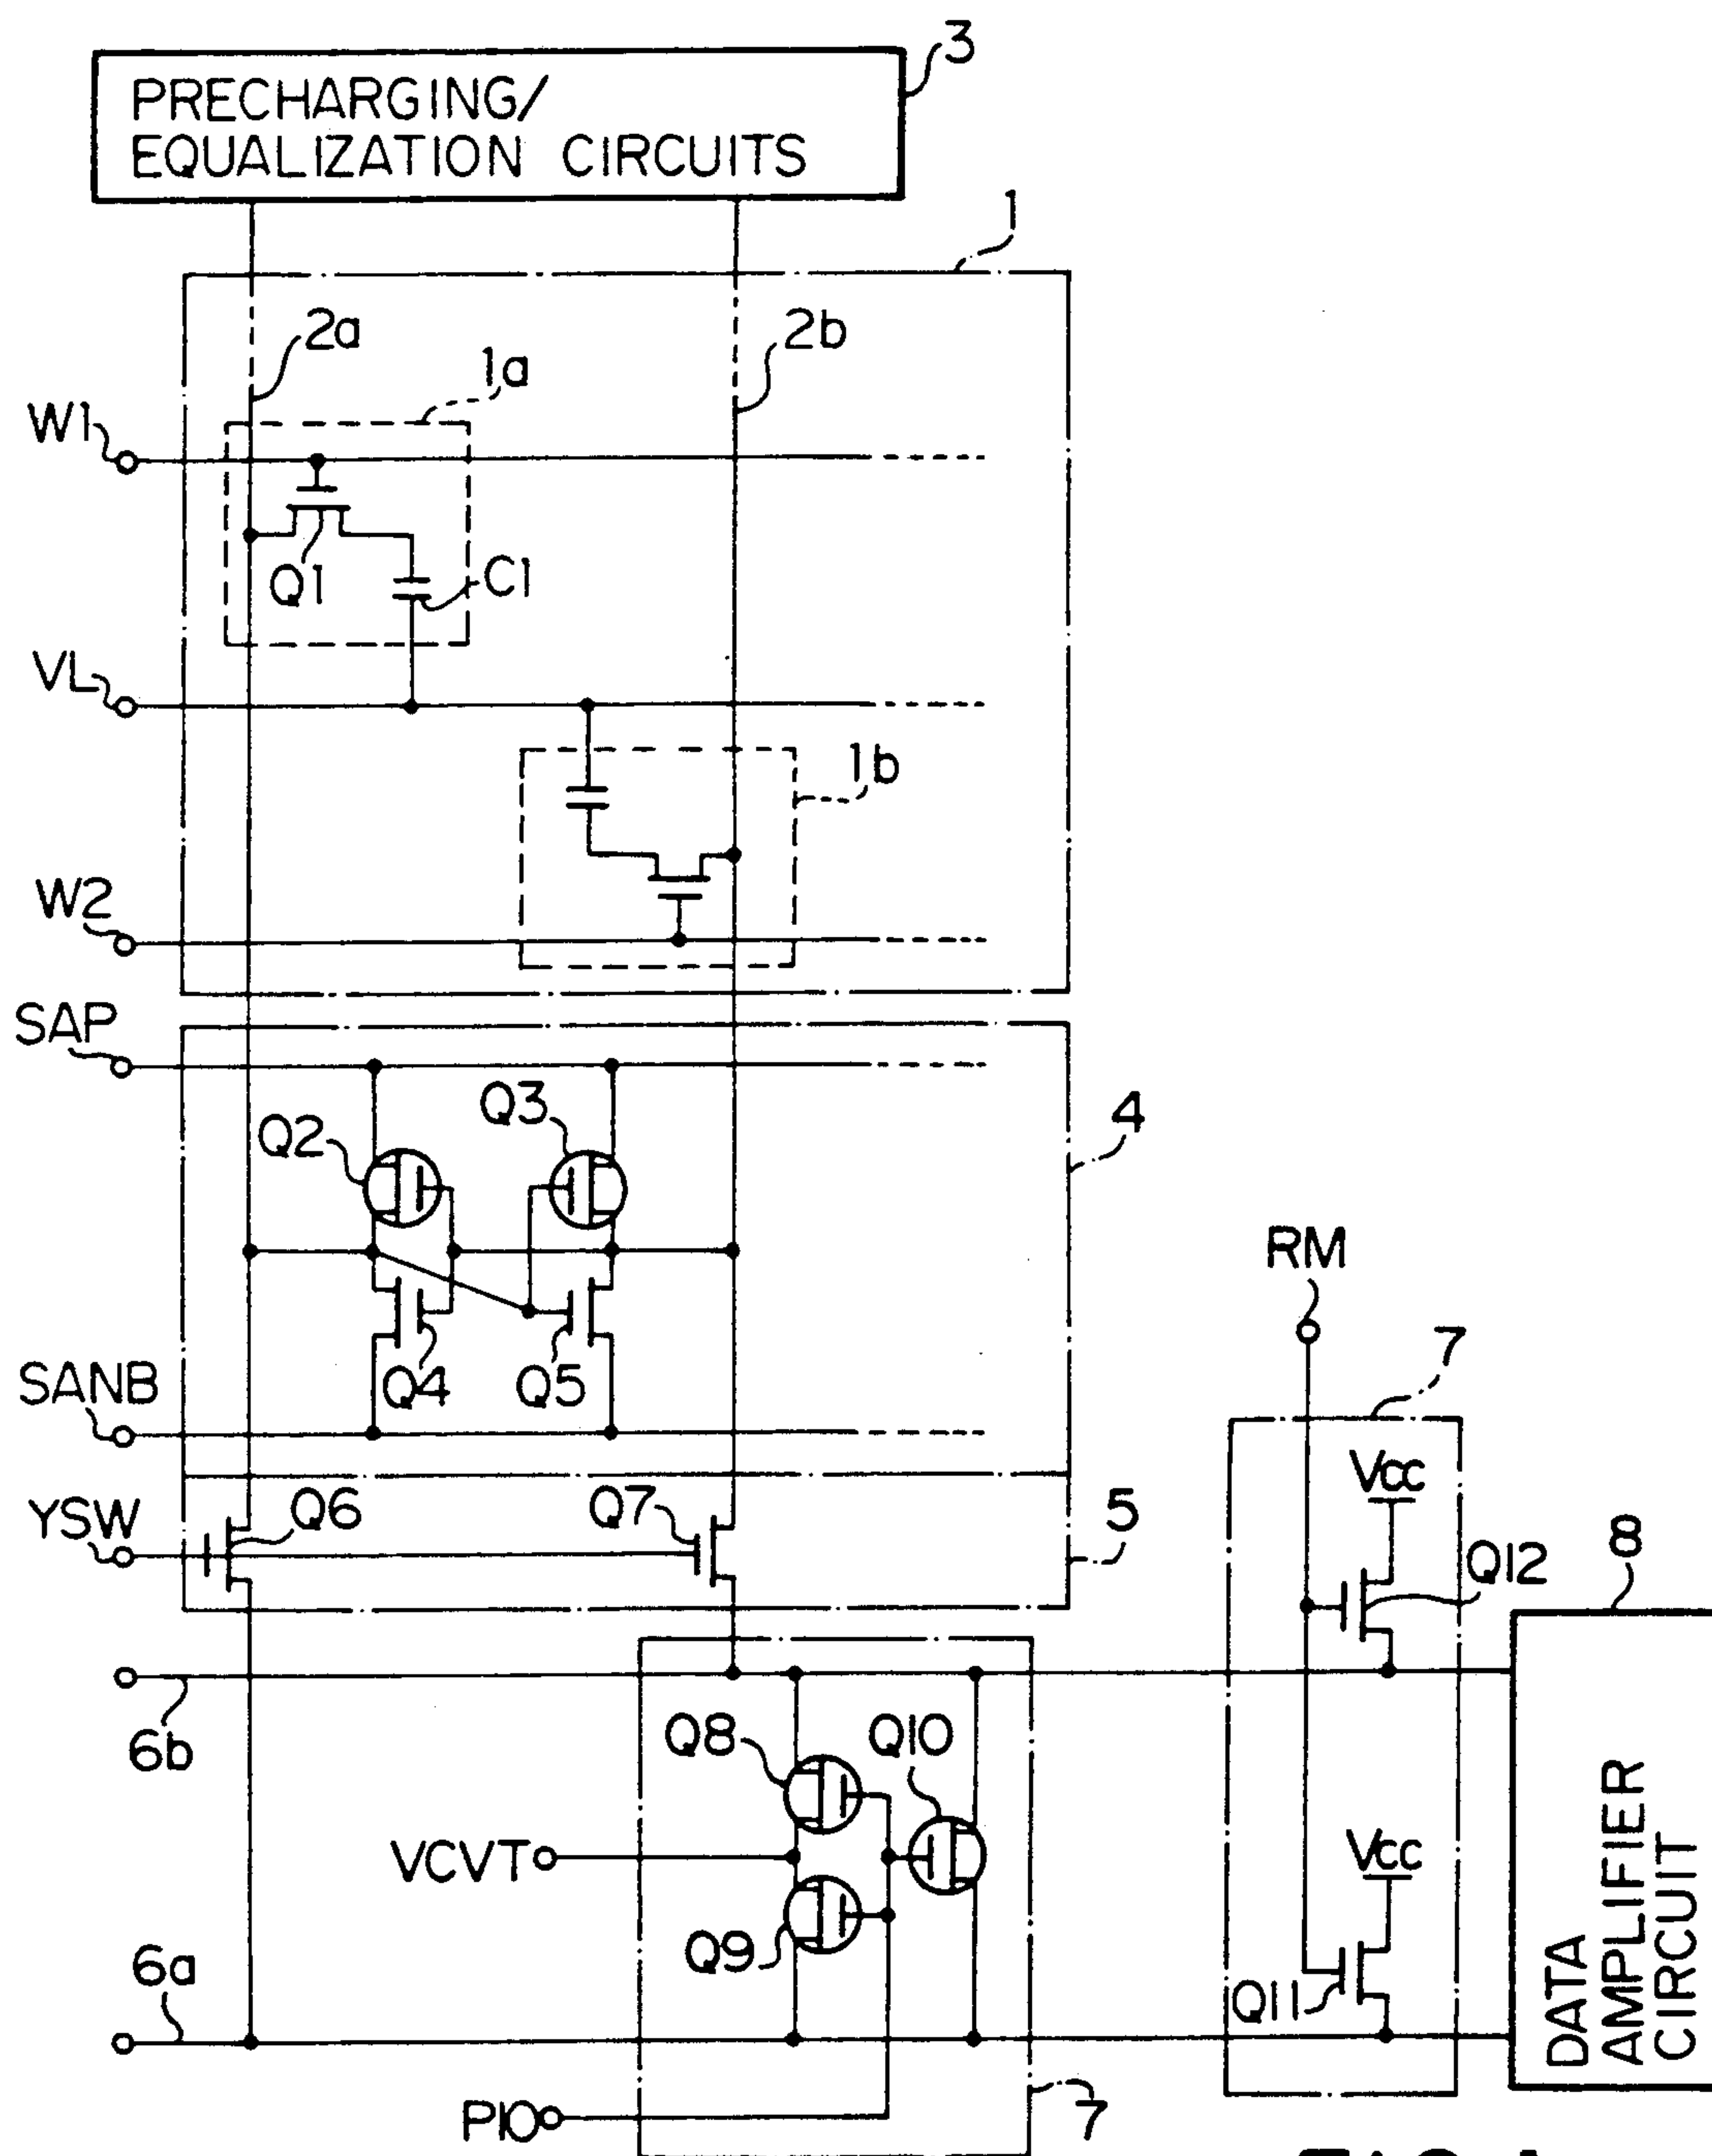 3
PRECHARGING/
EQUALIZATION CIRCUITS
1
2a
2b
1a
W1
Q1
C1
VL
1b
W2
SAP
Q3
4
Q2
RM
7
Q4
Q5
SANB
Vcc
YSW
Q6
Q7
5
Q12
8
6b
Q8
Q10
VCVT
Vcc
Q9
6a
Q11
DATA
AMPLIFIER
CIRCUIT
PIO
7